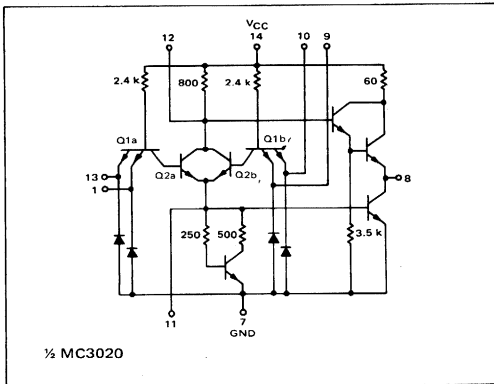 VCC
12 14 10 9
2.4 k 800 2.4 k 60
Q1a Q1b
13 Q2a Q2b 8
1
250 500 3.5 k
11 7
GND
½ MC3020